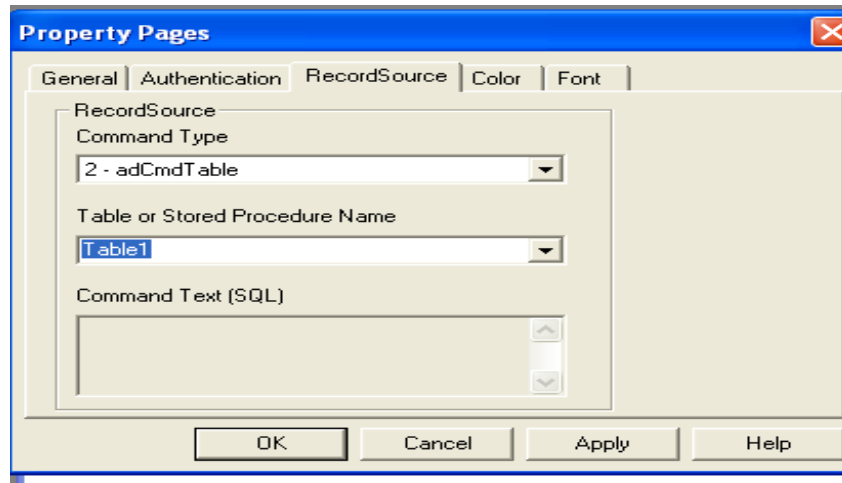 Property Pages
General Authentication RecordSource Color Font
RecordSource
Command Type
2 - adCmdTable
Table or Stored Procedure Name
Table1
Command Text (SQL)
OK Cancel Apply Help